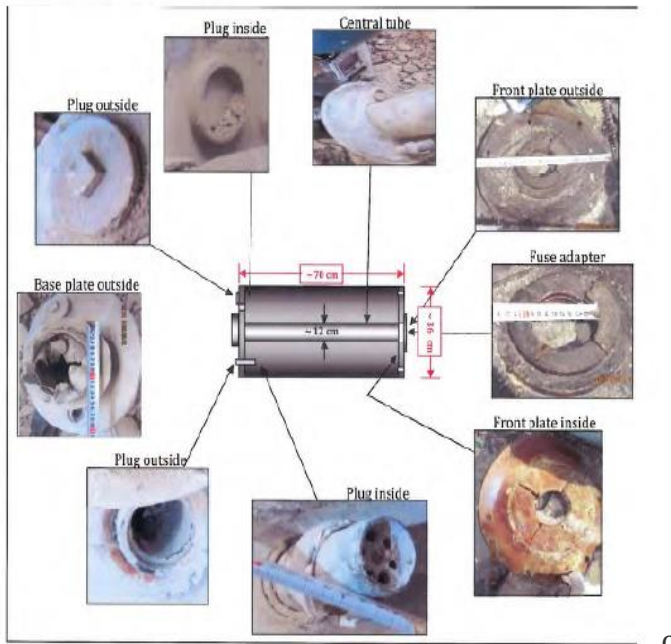 Plug inside
Central tube
Plug outside
Front plate outside
~70 cm
Fuse adapter
Base plate outside
~12 cm
~36 cm
Front plate inside
Plug outside
Plug inside